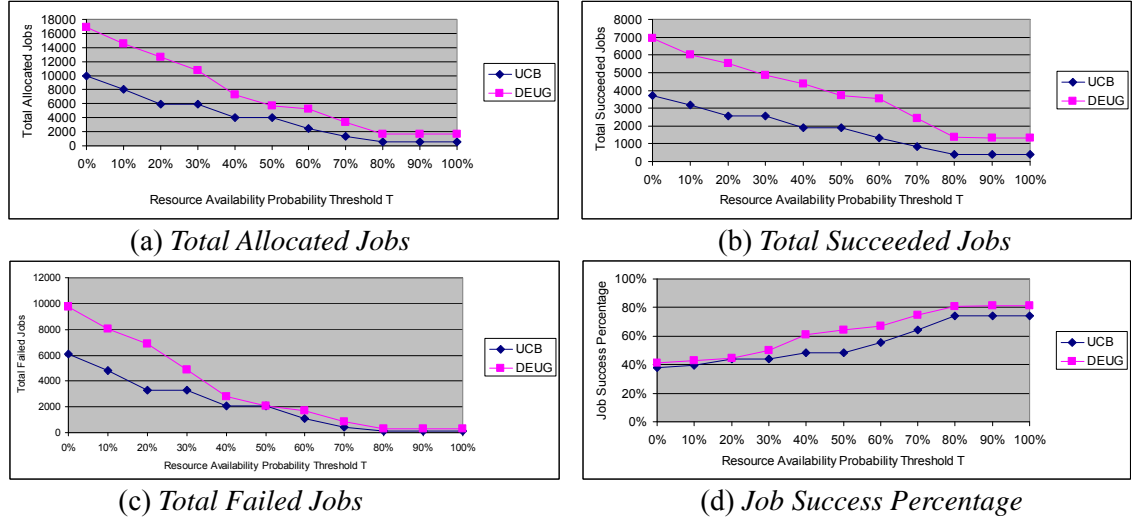 18000
16000
14000
12000
10000
8000
6000
4000
2000
0
Total Allocated Jobs
0% 10% 20% 30% 40% 50% 60% 70% 80% 90% 100%
Resource Availability Probability Threshold T
UCB
DEUG
(a) Total Allocated Jobs
8000
7000
6000
5000
4000
3000
2000
1000
0
Total Succeeded Jobs
0% 10% 20% 30% 40% 50% 60% 70% 80% 90% 100%
Resource Availability Probability Threshold T
UCB
DEUG
(b) Total Succeeded Jobs
12000
10000
8000
6000
4000
2000
0
Total Failed Jobs
0% 10% 20% 30% 40% 50% 60% 70% 80% 90% 100%
Resource Availability Probability Threshold T
UCB
DEUG
(c) Total Failed Jobs
100%
80%
60%
40%
20%
0%
Job Success Percentage
0% 10% 20% 30% 40% 50% 60% 70% 80% 90% 100%
Resource Availability Probability Threshold T
UCB
DEUG
(d) Job Success Percentage